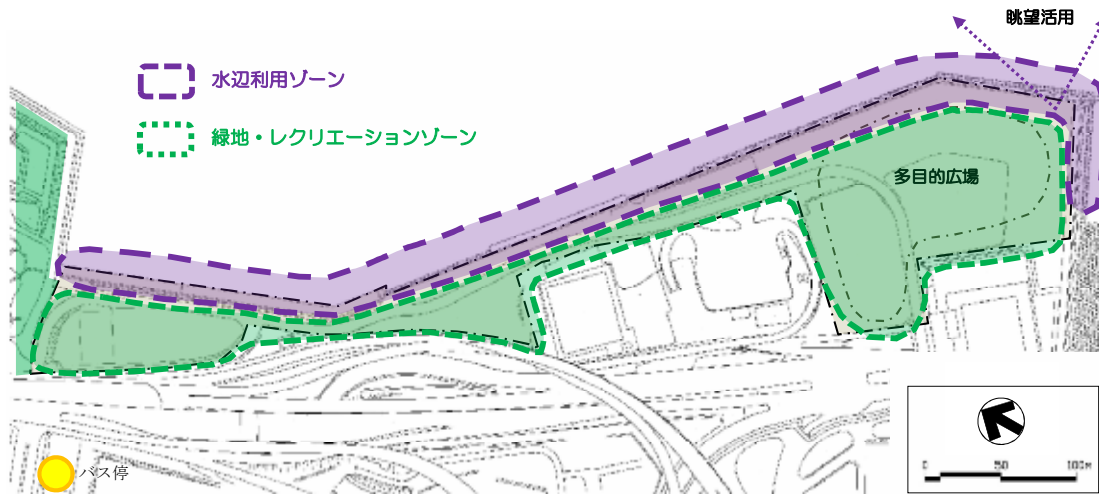 眺望活用
水辺利用ゾーン
緑地・レクリエーションゾーン
多目的広場
バス停
0 50 100m